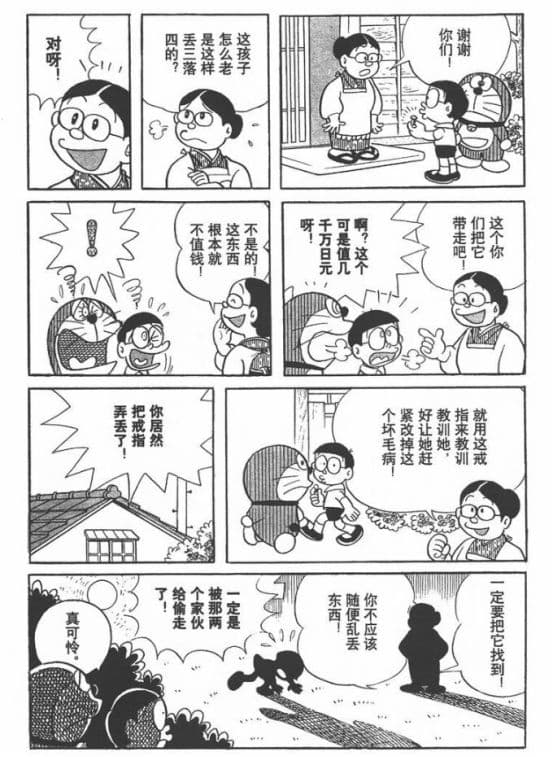 谢谢
你们！
这孩子
怎么老
是这样
丢三落
四的？
对呀！
这个你
们把它
带走吧！
啊？这个
可是值几
千万日元
呀！
不是的！
这东西
根本就
不值钱！
！
就用这戒
指来教训
教训她，
好让她赶
紧改掉这
个坏毛病！
你居然
把戒指
弄丢了！
一定要把它找到！
你不应该
随便乱丢
东西！
一定是
被那两
个家伙
给偷走
了！
真可怜。